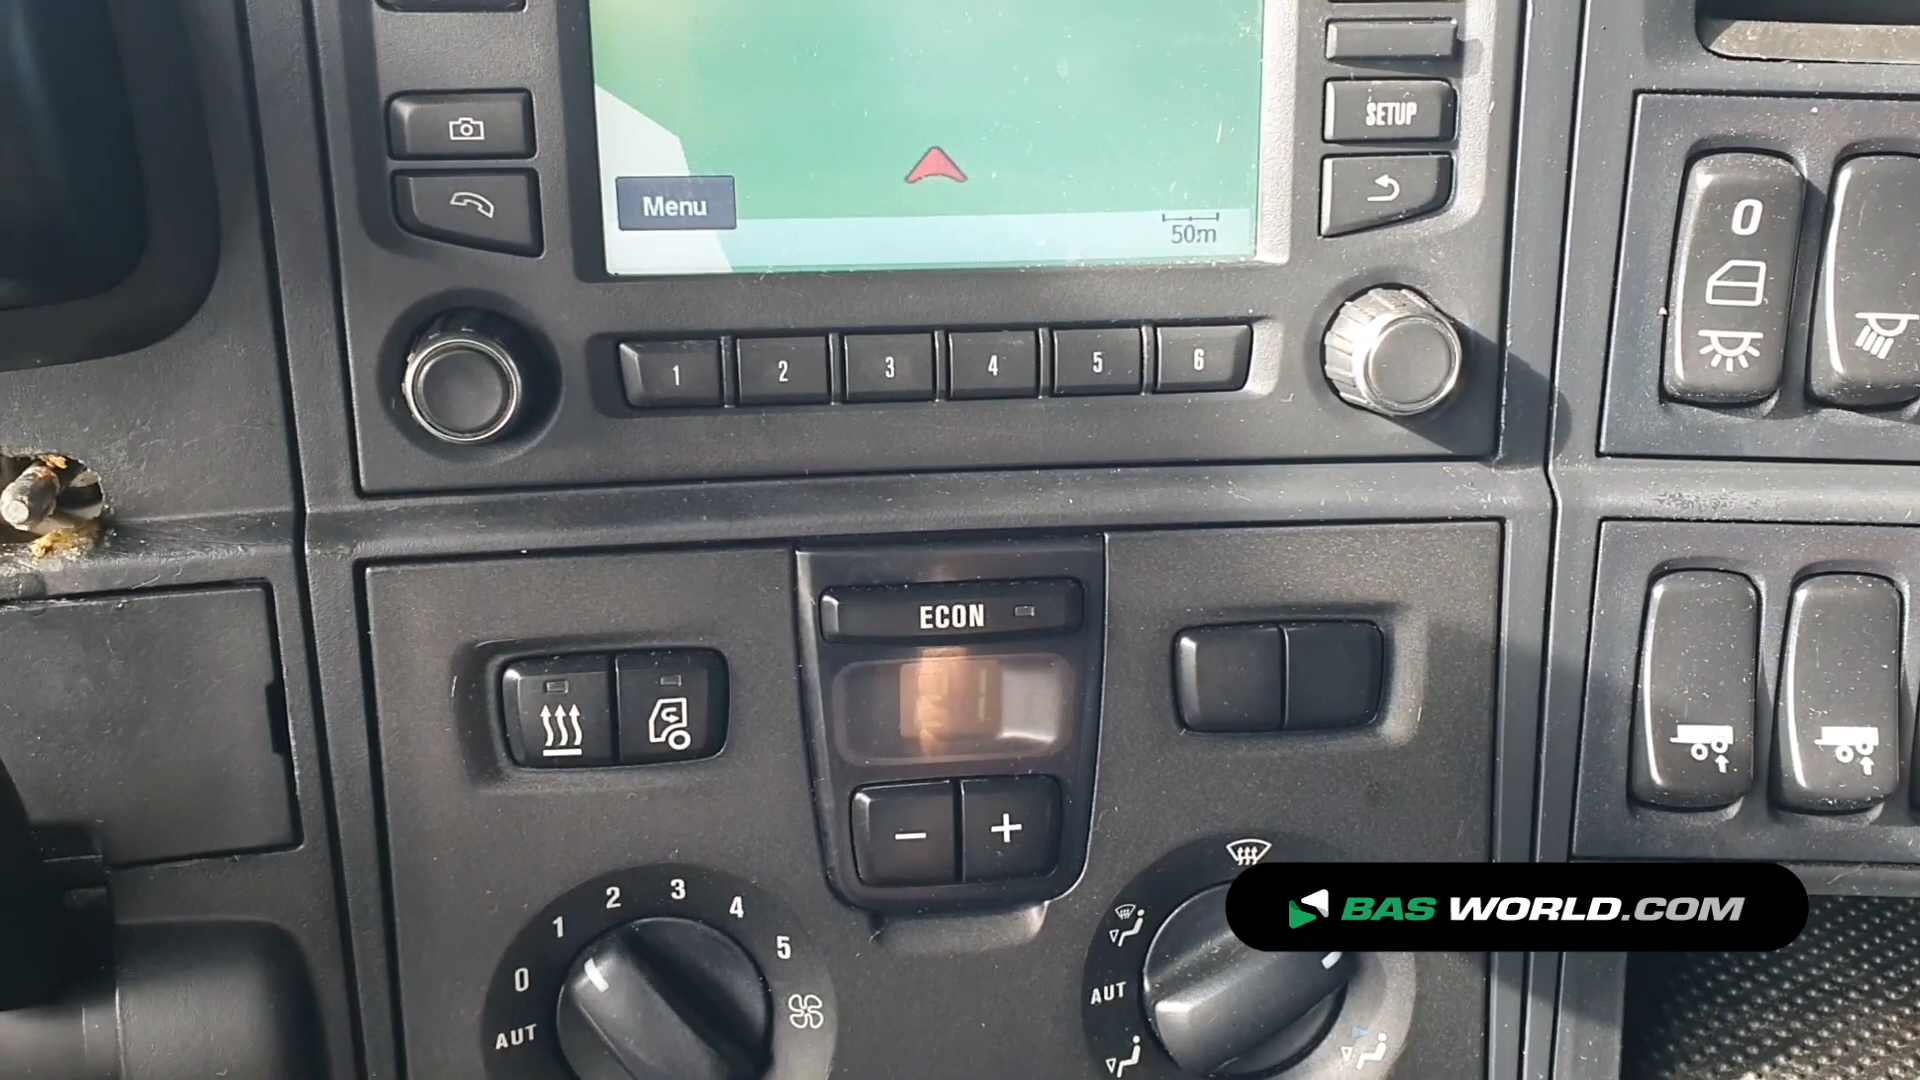 SETUP
Menu
50m
0
1 2 3 4 5 6
ECON
− +
0 1 2 3 4 5
AUT
AUT
BAS WORLD.COM